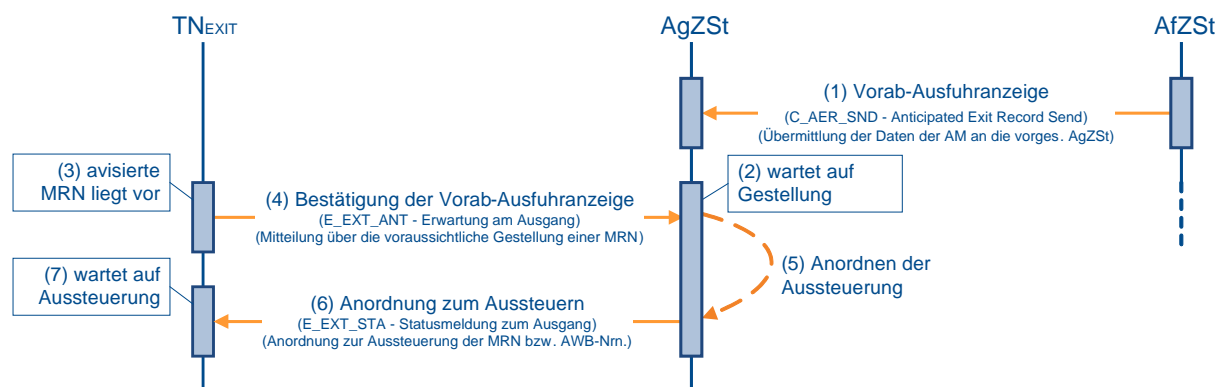 TNEXIT
AgZSt
AfZSt
(1) Vorab-Ausfuhranzeige
(C_AER_SND - Anticipated Exit Record Send)
(Übermittlung der Daten der AM an die vorges. AgZSt)
(3) avisierte
MRN liegt vor
(2) wartet auf
Gestellung
(4) Bestätigung der Vorab-Ausfuhranzeige
(E_EXT_ANT - Erwartung am Ausgang)
(Mitteilung über die voraussichtliche Gestellung einer MRN)
(5) Anordnen der
Aussteuerung
(7) wartet auf
Aussteuerung
(6) Anordnung zum Aussteuern
(E_EXT_STA - Statusmeldung zum Ausgang)
(Anordnung zur Aussteuerung der MRN bzw. AWB-Nrn.)